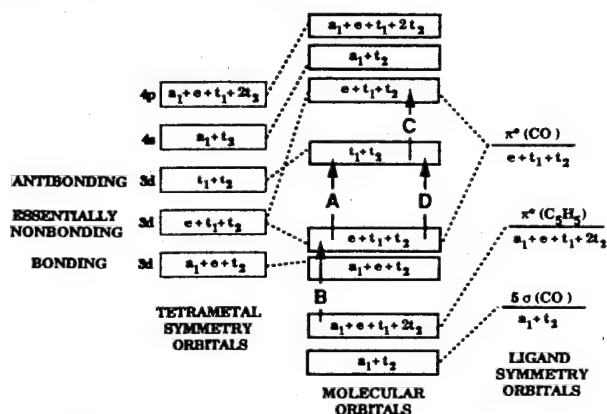 a₁+e+t₁+2t₂
a₁+t₂
4p a₁+e+t₁+2t₂
e+t₁+t₂
4s a₁+t₂
C
π* (CO)
e+t₁+t₂
ANTIBONDING 3d t₁+t₂
t₁+t₂
A
D
ESSENTIALLY
NONBONDING
3d e+t₁+t₂
e+t₁+t₂
π* (C₅H₅)
a₁+e+t₁+2t₂
BONDING 3d a₁+e+t₂
a₁+e+t₂
B
5 σ (CO)
a₁+t₂
a₁+e+t₁+2t₂
a₁+t₂
TETRAMETAL
SYMMETRY
ORBITALS
MOLECULAR
ORBITALS
LIGAND
SYMMETRY
ORBITALS